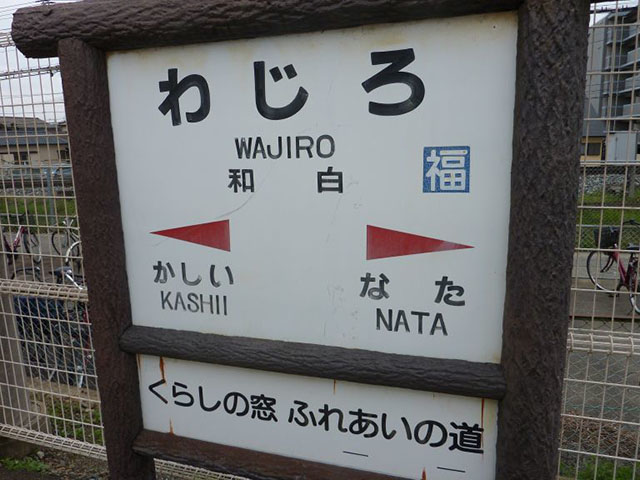 わじろ
WAJIRO
和白 福
かしい なた
KASHII NATA
くらしの窓 ふれあいの道